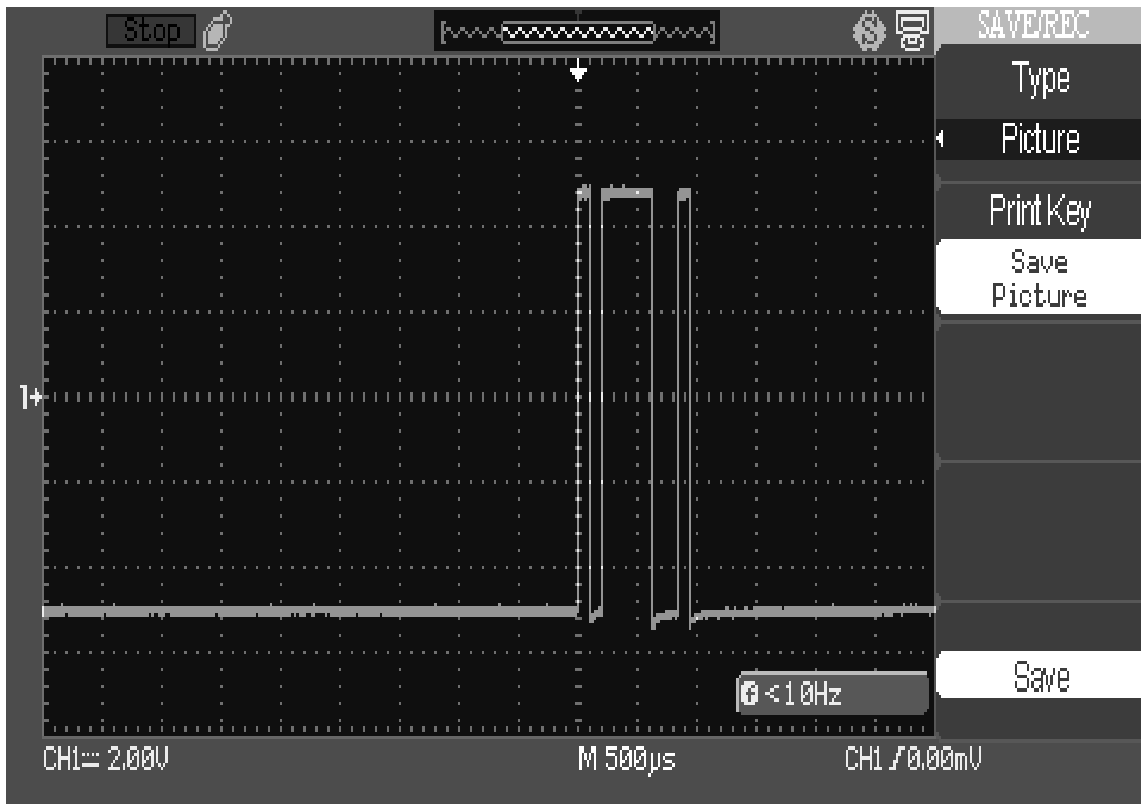 Stop
S
SAVE/REC
Type
Picture
Print Key
Save
Picture
1
f <10Hz
Save
CH1 2.00V
M 500µs
CH1 / 0.00mV